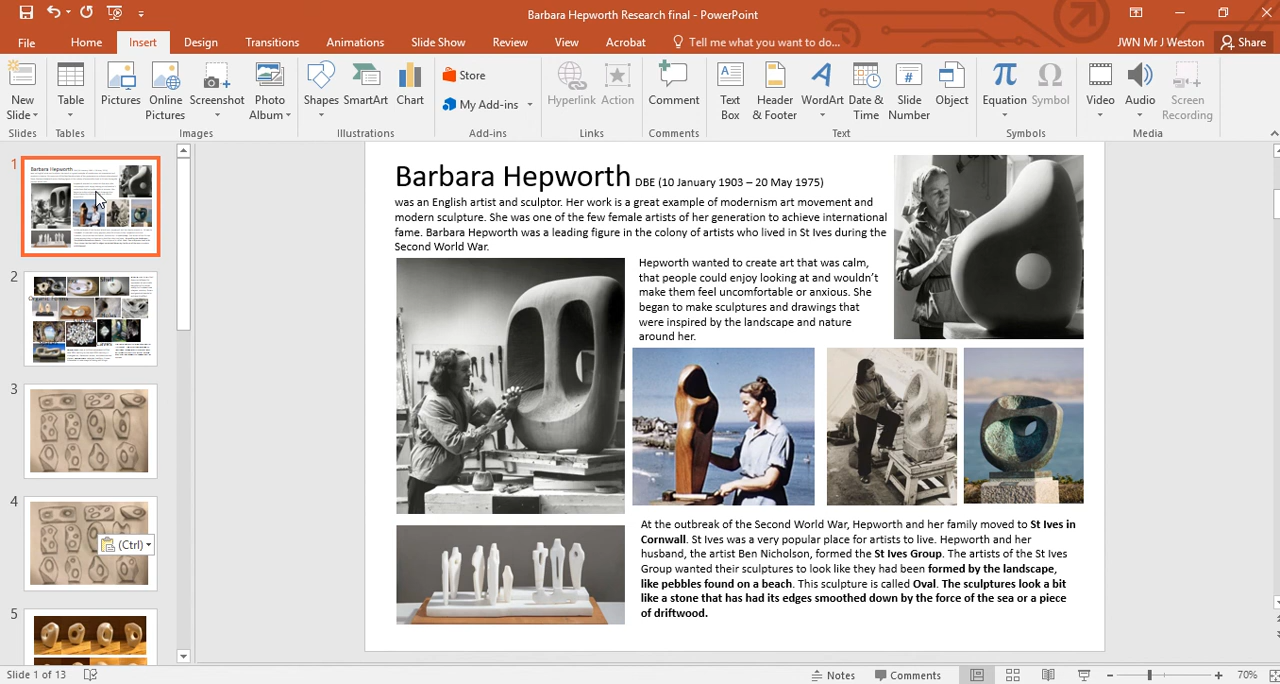 Barbara Hepworth Research final - PowerPoint
File Home Insert Design Transitions Animations Slide Show Review View Acrobat Tell me what you want to do... JWN Mr J Weston Share
New Slide Table Pictures Online Pictures Screenshot Photo Album Shapes SmartArt Chart Store My Add-ins Hyperlink Action Comment Text Box Header & Footer WordArt Date & Time Slide Number Object Equation Symbol Video Audio Screen Recording
Slides Tables Images Illustrations Add-ins Links Comments Text Symbols Media
1
2
3
4
(Ctrl)
5
Barbara Hepworth DBE (10 January 1903 – 20 May 1975)
was an English artist and sculptor. Her work is a great example of modernism art movement and
modern sculpture. She was one of the few female artists of her generation to achieve international
fame. Barbara Hepworth was a leading figure in the colony of artists who lived in St Ives during the
Second World War.
Hepworth wanted to create art that was calm,
that people could enjoy looking at and wouldn't
make them feel uncomfortable or anxious. She
began to make sculptures and drawings that
were inspired by the landscape and nature
around her.
At the outbreak of the Second World War, Hepworth and her family moved to St Ives in
Cornwall. St Ives was a very popular place for artists to live. Hepworth and her
husband, the artist Ben Nicholson, formed the St Ives Group. The artists of the St Ives
Group wanted their sculptures to look like they had been formed by the landscape,
like pebbles found on a beach. This sculpture is called Oval. The sculptures look a bit
like a stone that has had its edges smoothed down by the force of the sea or a piece
of driftwood.
Slide 1 of 13 Notes Comments 70%